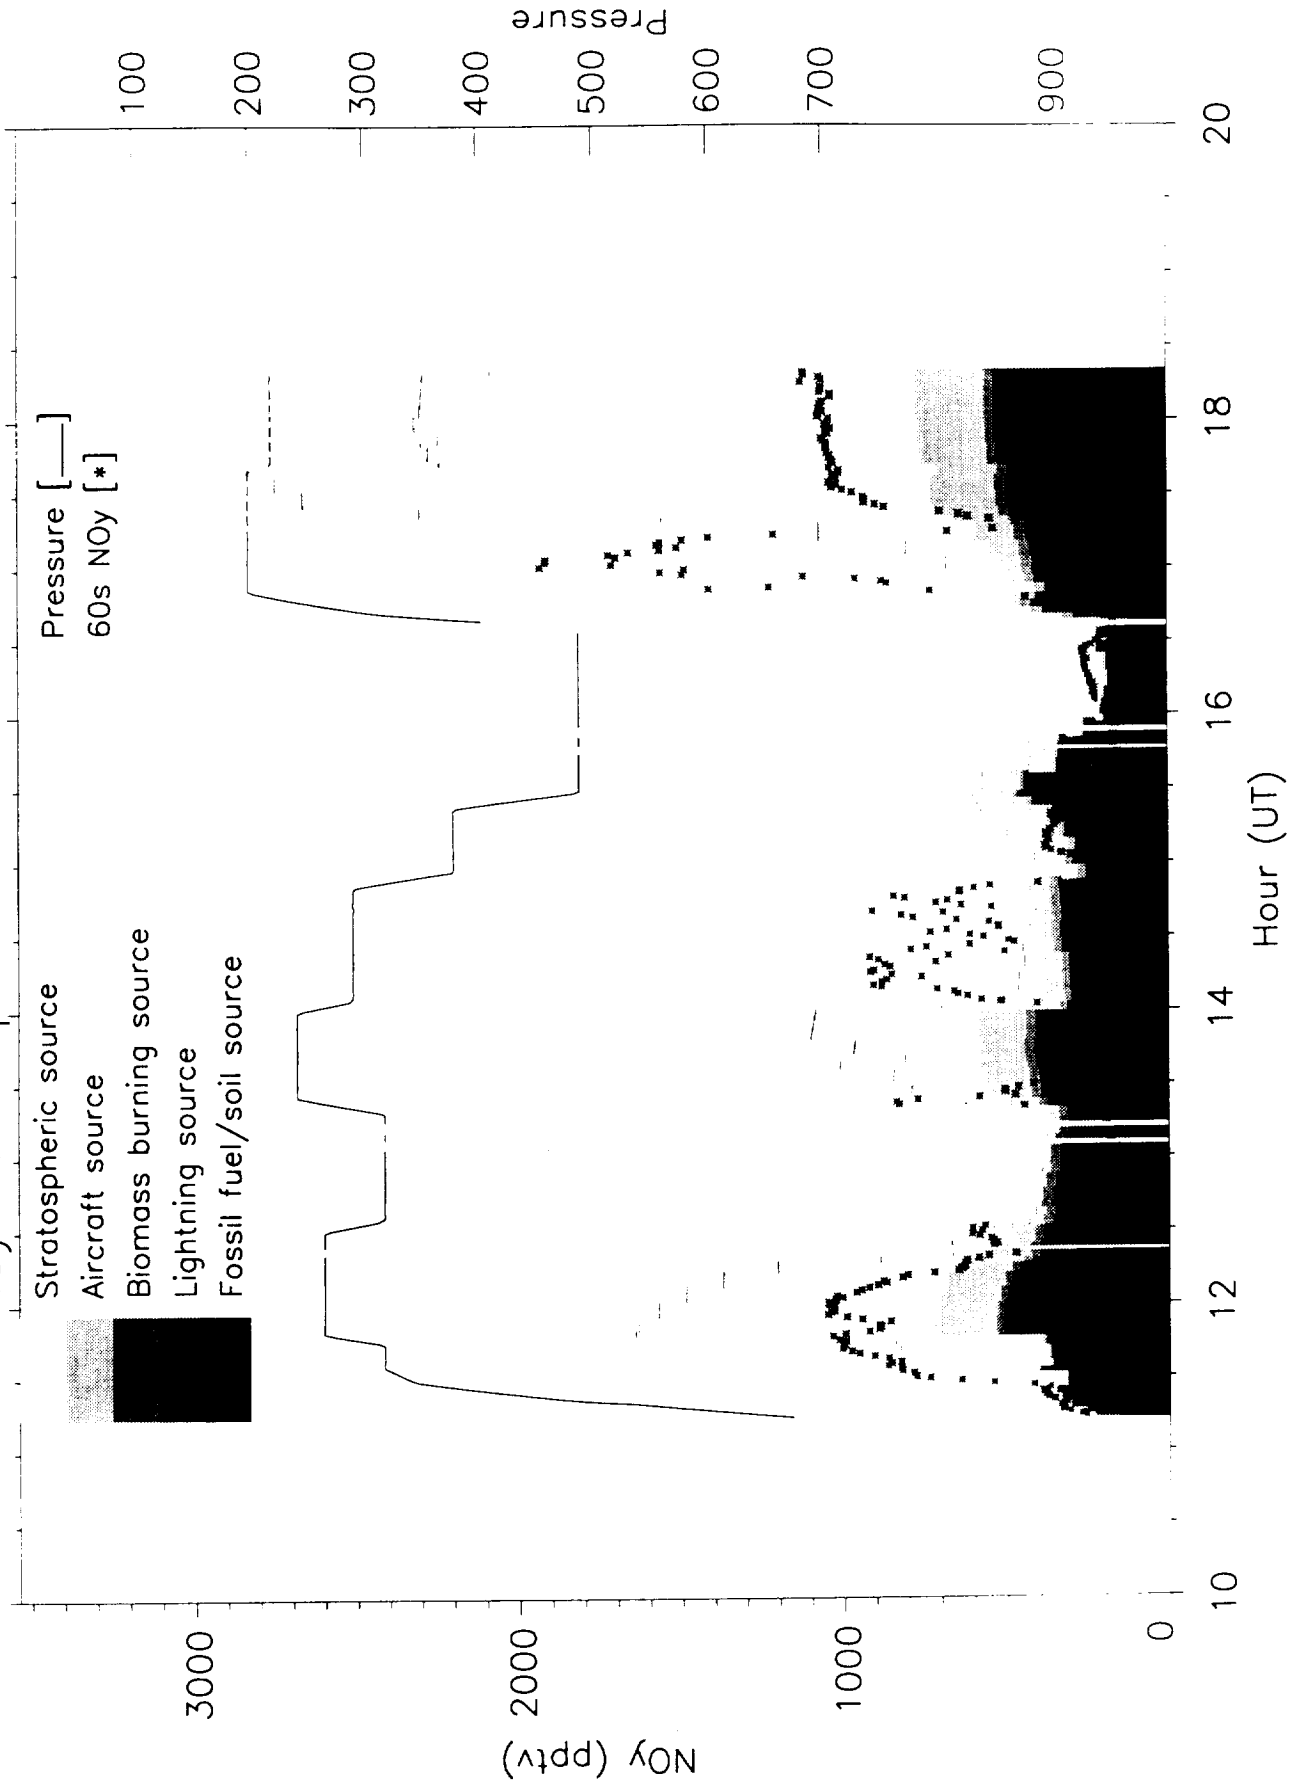 Pressure [___]
60s NOy [*]
Stratospheric source
Aircraft source
Biomass burning source
Lightning source
Fossil fuel/soil source
NOy (pptv)
3000
2000
1000
0
Pressure
100
200
300
400
500
600
700
900
10
12
14
16
18
20
Hour (UT)